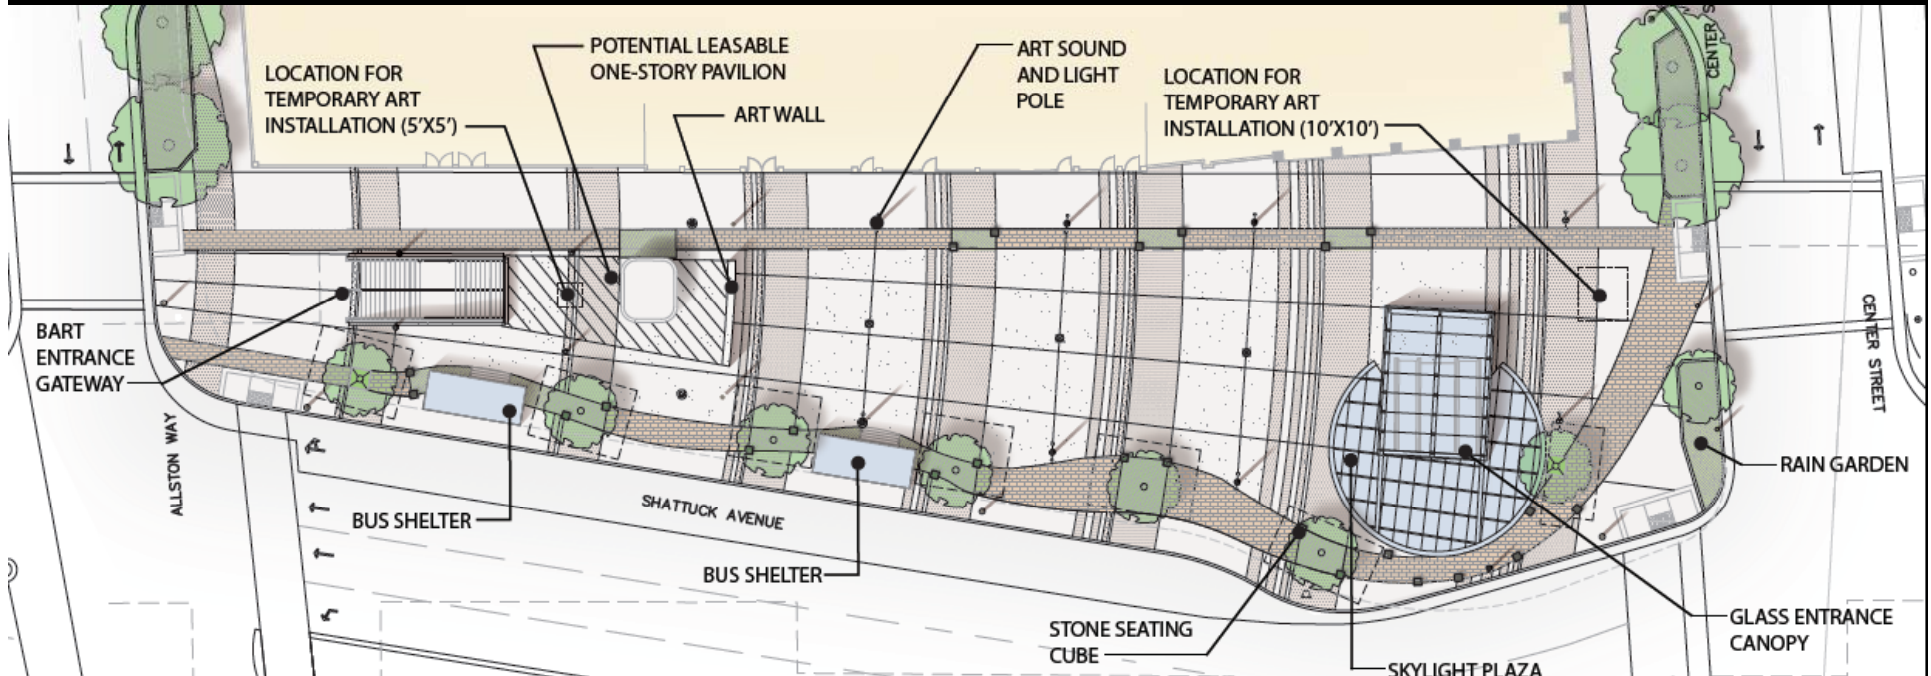 LOCATION FOR
TEMPORARY ART
INSTALLATION (5'X5')
POTENTIAL LEASABLE
ONE-STORY PAVILION
ART WALL
ART SOUND
AND LIGHT
POLE
LOCATION FOR
TEMPORARY ART
INSTALLATION (10'X10')
CENTER S
BART
ENTRANCE
GATEWAY
ALLSTON WAY
BUS SHELTER
SHATTUCK AVENUE
BUS SHELTER
STONE SEATING
CUBE
SKYLIGHT PLAZA
GLASS ENTRANCE
CANOPY
RAIN GARDEN
CENTER STREET